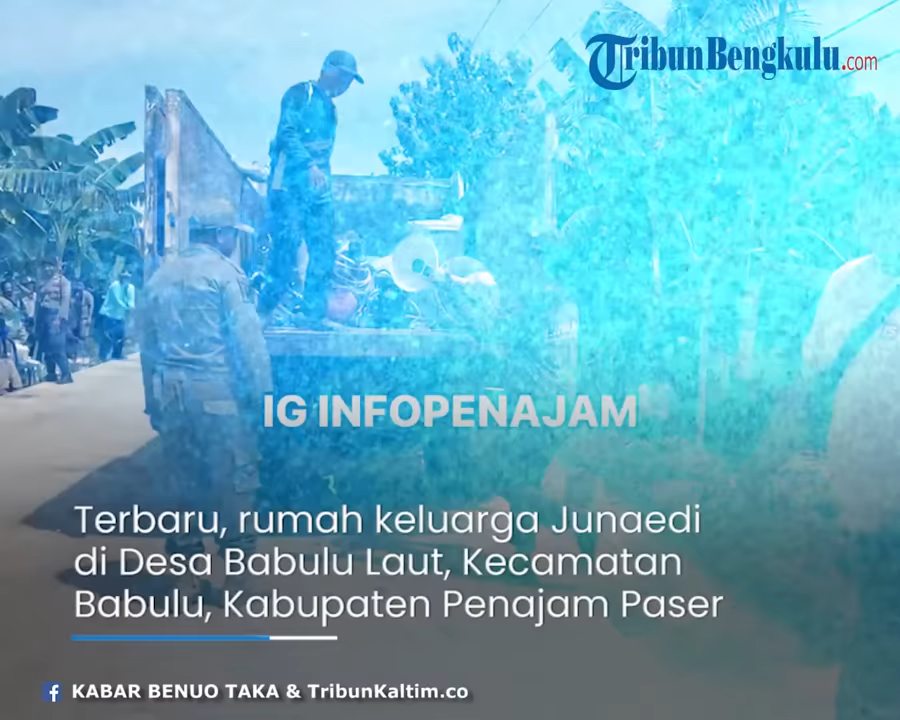 TribunBengkulu.com
IG INFOPENAJAM
Terbaru, rumah keluarga Junaedi
di Desa Babulu Laut, Kecamatan
Babulu, Kabupaten Penajam Paser
KABAR BENUO TAKA & TribunKaltim.co